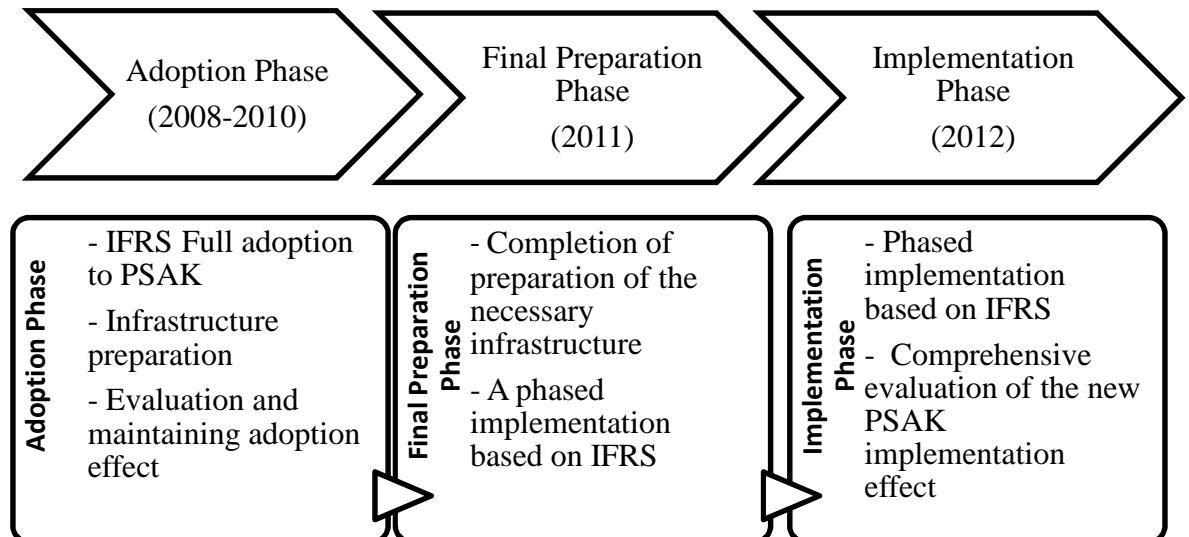 Adoption Phase
(2008-2010)
Final Preparation
Phase
(2011)
Implementation
Phase
(2012)
Adoption Phase
- IFRS Full adoption
to PSAK
- Infrastructure
preparation
- Evaluation and
maintaining adoption
effect
Final Preparation
Phase
- Completion of
preparation of the
necessary
infrastructure
- A phased
implementation
based on IFRS
Implementation
Phase
- Phased
implementation
based on IFRS
- Comprehensive
evaluation of the new
PSAK
implementation
effect